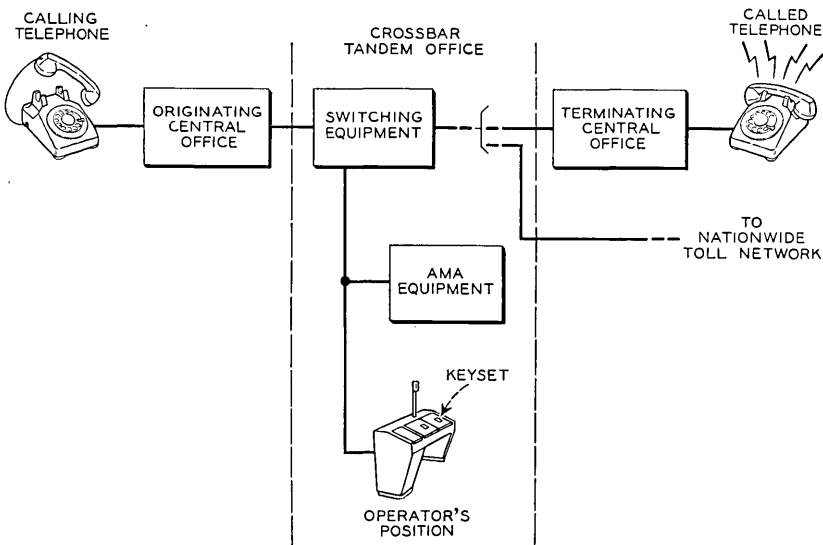 CALLING
TELEPHONE
CROSSBAR
TANDEM OFFICE
CALLED
TELEPHONE
ORIGINATING
CENTRAL
OFFICE
SWITCHING
EQUIPMENT
TERMINATING
CENTRAL
OFFICE
TO
NATIONWIDE
TOLL NETWORK
AMA
EQUIPMENT
KEYSET
OPERATOR'S
POSITION